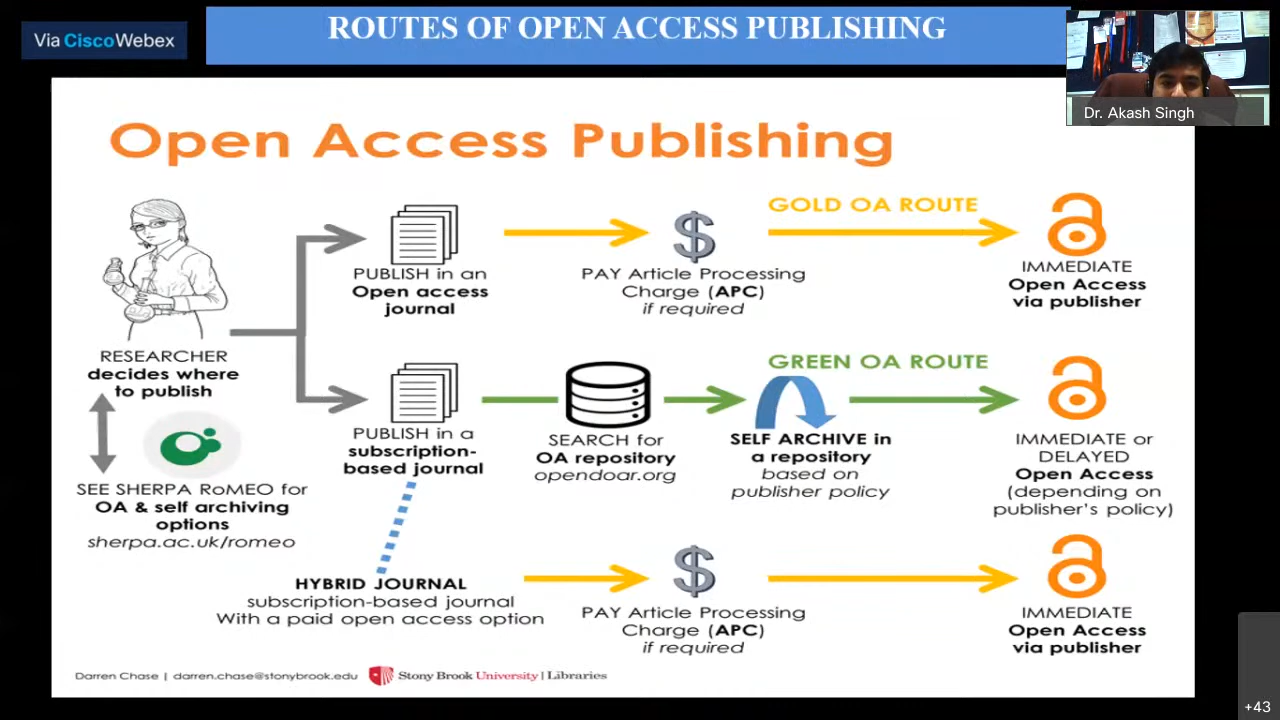 Via CiscoWebex
ROUTES OF OPEN ACCESS PUBLISHING
Dr. Akash Singh
Open Access Publishing
RESEARCHER
decides where
to publish
SEE SHERPA RoMEO for
OA & self archiving
options
sherpa.ac.uk/romeo
PUBLISH in an
Open access
journal
PAY Article Processing
Charge (APC)
if required
GOLD OA ROUTE
IMMEDIATE
Open Access
via publisher
PUBLISH in a
subscription-
based journal
SEARCH for
OA repository
opendoar.org
GREEN OA ROUTE
SELF ARCHIVE in
a repository
based on
publisher policy
IMMEDIATE or
DELAYED
Open Access
(depending on
publisher's policy)
HYBRID JOURNAL
subscription-based journal
With a paid open access option
PAY Article Processing
Charge (APC)
if required
IMMEDIATE
Open Access
via publisher
Darren Chase | darren.chase@stonybrook.edu
Stony Brook University | Libraries
+43